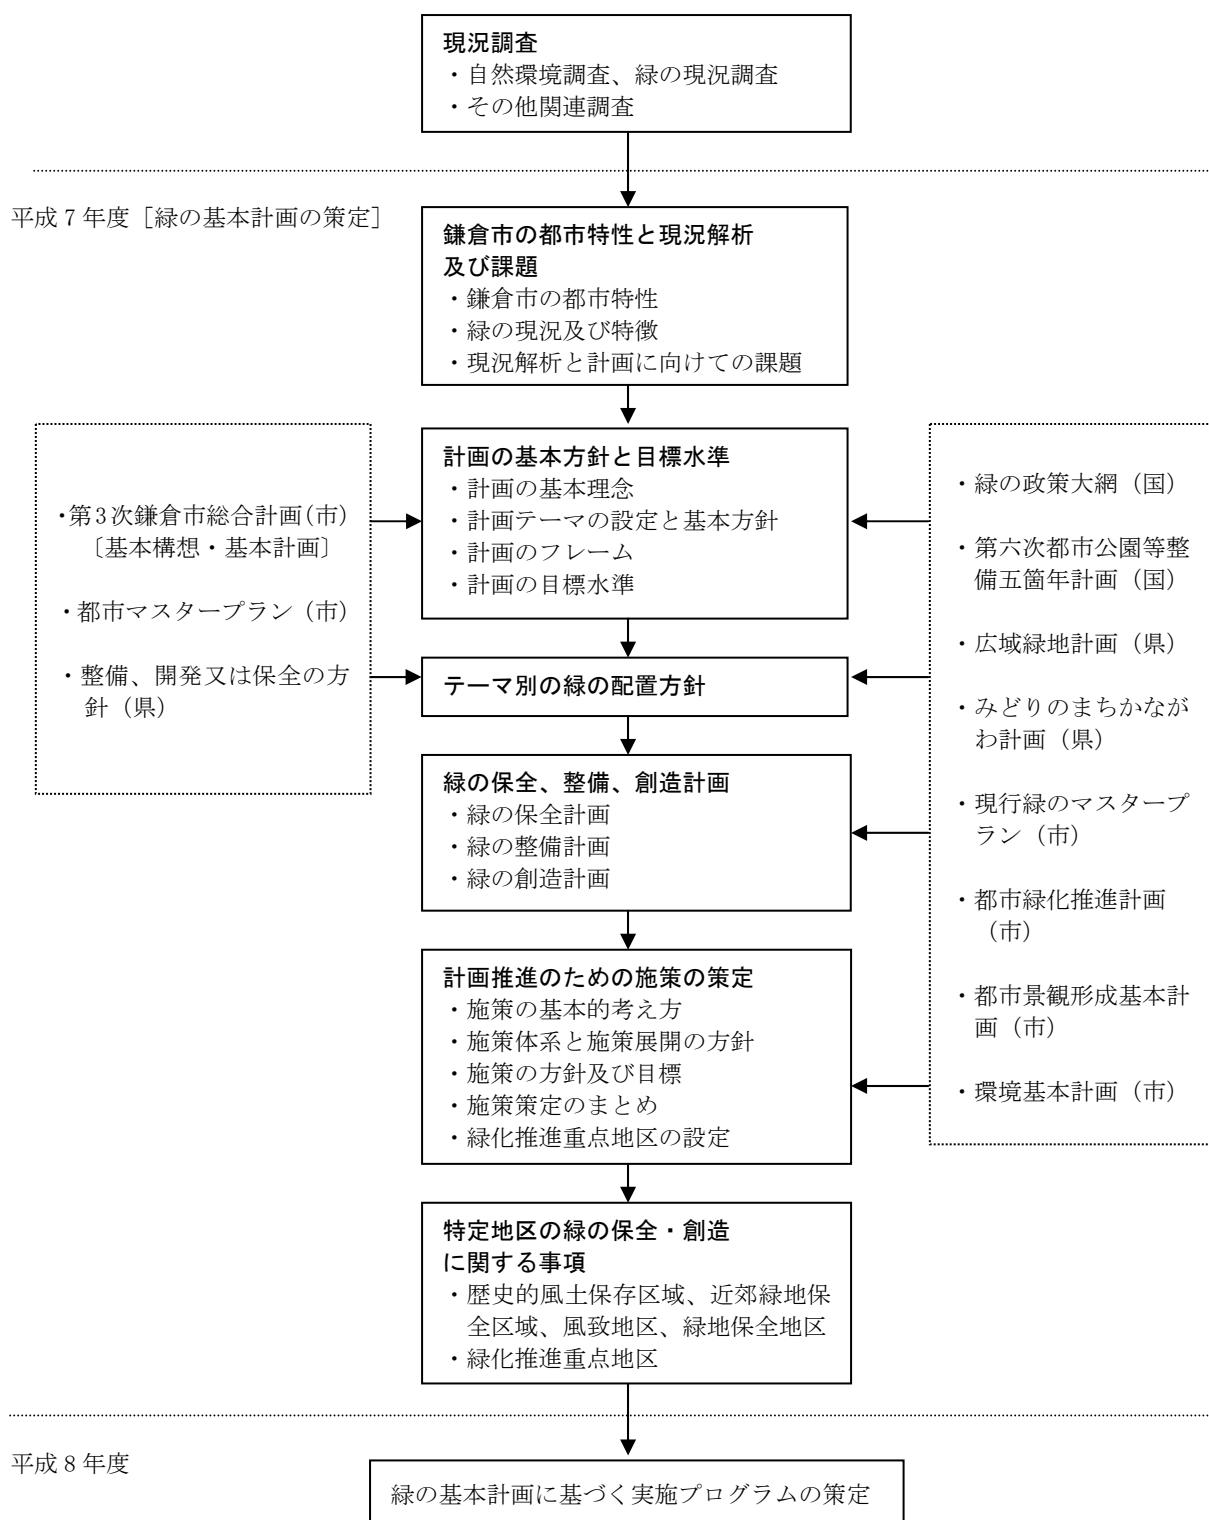 現況調査
・自然環境調査、緑の現況調査
・その他関連調査
平成7年度［緑の基本計画の策定］
鎌倉市の都市特性と現況解析
及び課題
・鎌倉市の都市特性
・緑の現況及び特徴
・現況解析と計画に向けての課題
・第3次鎌倉市総合計画(市)
〔基本構想・基本計画〕
・都市マスタープラン（市）
・整備、開発又は保全の方
針（県）
計画の基本方針と目標水準
・計画の基本理念
・計画テーマの設定と基本方針
・計画のフレーム
・計画の目標水準
テーマ別の緑の配置方針
緑の保全、整備、創造計画
・緑の保全計画
・緑の整備計画
・緑の創造計画
計画推進のための施策の策定
・施策の基本的考え方
・施策体系と施策展開の方針
・施策の方針及び目標
・施策策定のまとめ
・緑化推進重点地区の設定
特定地区の緑の保全・創造
に関する事項
・歴史的風土保存区域、近郊緑地保
全区域、風致地区、緑地保全地区
・緑化推進重点地区
・緑の政策大網（国）
・第六次都市公園等整
備五箇年計画（国）
・広域緑地計画（県）
・みどりのまちかなが
わ計画（県）
・現行緑のマスタープ
ラン（市）
・都市緑化推進計画
（市）
・都市景観形成基本計
画（市）
・環境基本計画（市）
平成8年度
緑の基本計画に基づく実施プログラムの策定